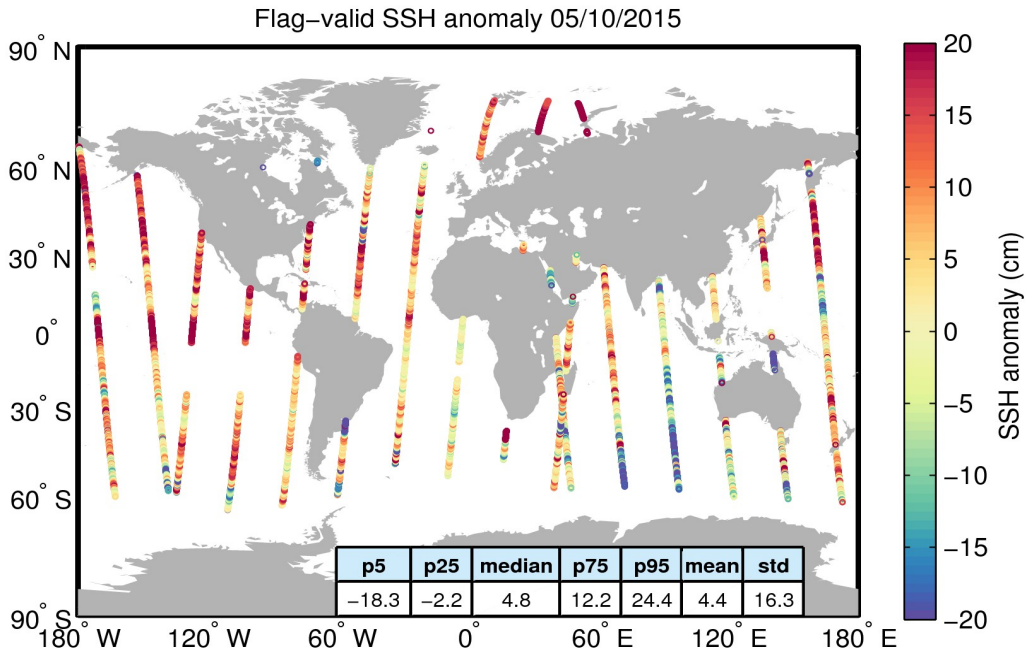 Flag−valid SSH anomaly 05/10/2015
90° N
60° N
30° N
0°
30° S
60° S
90° S
180° W
120° W
60° W
0°
60° E
120° E
180° E
20
15
10
5
0
−5
−10
−15
−20
SSH anomaly (cm)
p5 p25 median p75 p95 mean std
−18.3 −2.2 4.8 12.2 24.4 4.4 16.3